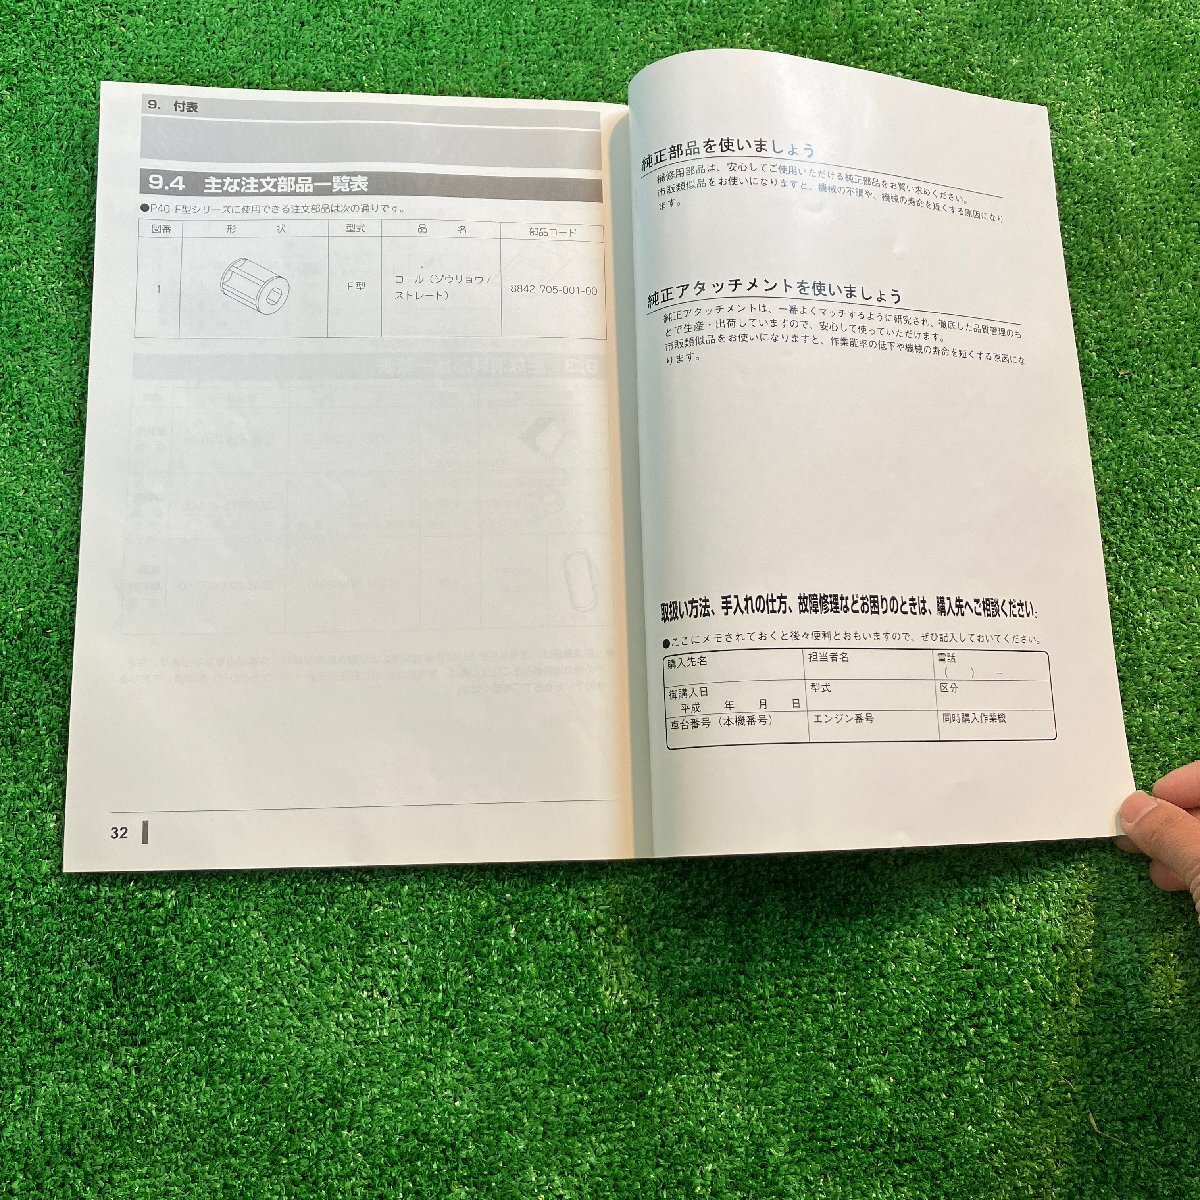 9. 付表
9.4 主な注文部品一覧表
●P40-F型シリーズに使用できる注文部品は次の通りです。
図番 形 状 型式 品 名 部品コード
1 F型 ロール（ゾウリョウ／ストレート） 8842-705-001-00
32
純正部品を使いましょう
補修用部品は、安心してご使用いただける純正部品をお買い求めください。
市販類似品をお使いになりますと、機械の不調や、機械の寿命を短くする原因になり
ます。
純正アタッチメントを使いましょう
純正アタッチメントは、一番よくマッチするように研究され、徹底した品質管理のも
とで生産・出荷していますので、安心して使っていただけます。
市販類似品をお使いになりますと、作業能率の低下や機械の寿命を短くする原因にな
ります。
取扱い方法、手入れの仕方、故障修理などお困りのときは、購入先へご相談ください。
●ここにメモされておくと後々便利とおもいますので、ぜひ記入しておいてください。
購入先名 担当者名 電話
（ ） －
御購入日 型式 区分
平成 年 月 日
車台番号（本機番号） エンジン番号 同時購入作業機